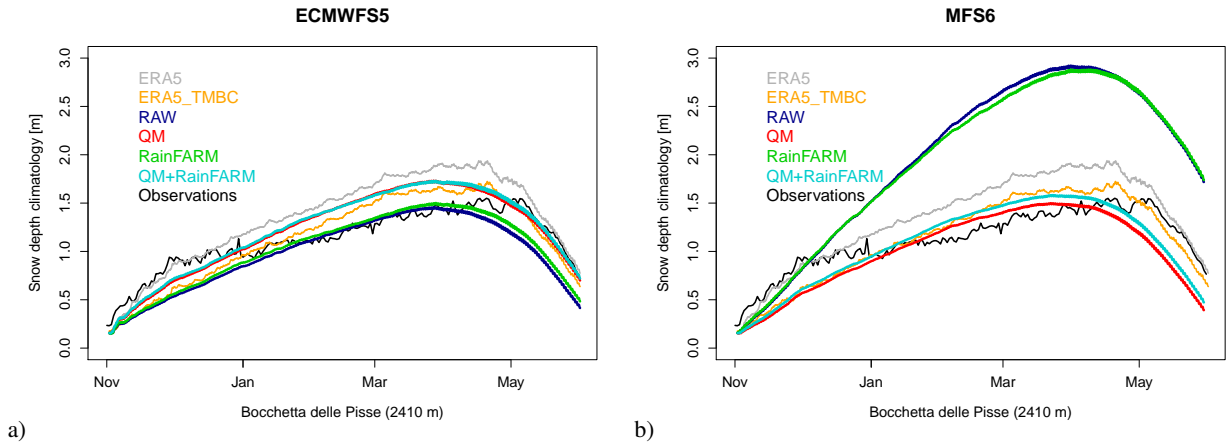 ECMWFS5
Snow depth climatology [m]
3.0
2.5
2.0
1.5
1.0
0.5
0.0
ERA5
ERA5_TMBC
RAW
QM
RainFARM
QM+RainFARM
Observations
Nov
Jan
Mar
May
Bocchetta delle Pisse (2410 m)
a)
MFS6
Snow depth climatology [m]
3.0
2.5
2.0
1.5
1.0
0.5
0.0
ERA5
ERA5_TMBC
RAW
QM
RainFARM
QM+RainFARM
Observations
Nov
Jan
Mar
May
Bocchetta delle Pisse (2410 m)
b)